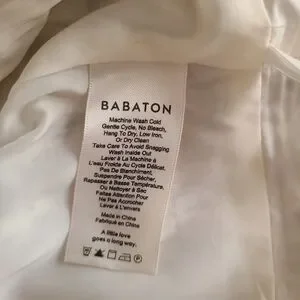 BABATON
Machine Wash Cold
Gentle Cycle, No Bleach,
Hang To Dry, Low Iron,
Or Dry Clean
Take Care To Avoid Snagging
Wash Inside Out
Laver À La Machine à
L'eau Froide Au Cycle Délicat,
Pas De Blanchiment,
Suspendre Pour Sécher,
Repasser à Basse Température,
Ou Nettoyer à Sec
Faites Attention Pour
Ne Pas Accrocher
Laver À L'envers
Made in China
Fabriqué en China
A little love
goes a long way.